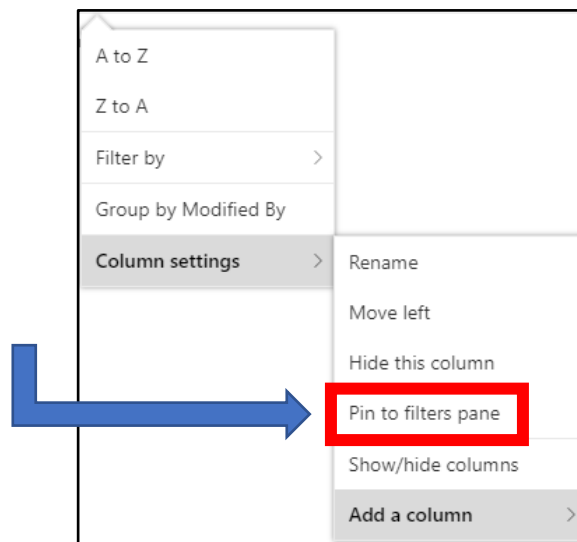 A to Z
Z to A
Filter by
Group by Modified By
Column settings
Rename
Move left
Hide this column
Pin to filters pane
Show/hide columns
Add a column